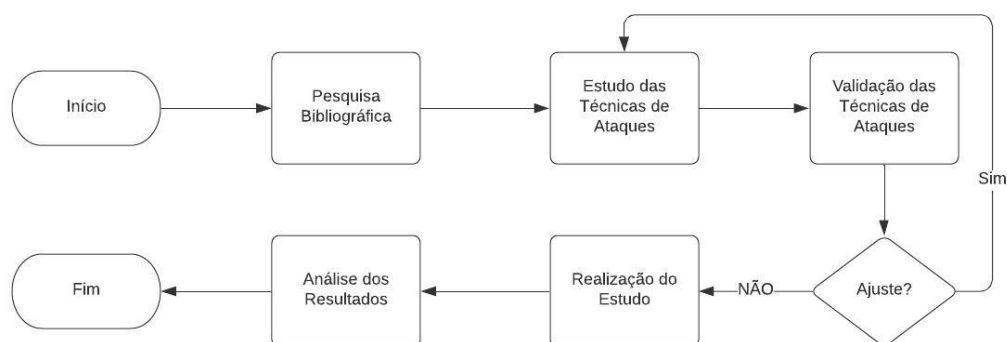 Início
Pesquisa
Bibliográfica
Estudo das
Técnicas de
Ataques
Validação das
Técnicas de
Ataques
Sim
Ajuste?
NÃO
Realização do
Estudo
Análise dos
Resultados
Fim